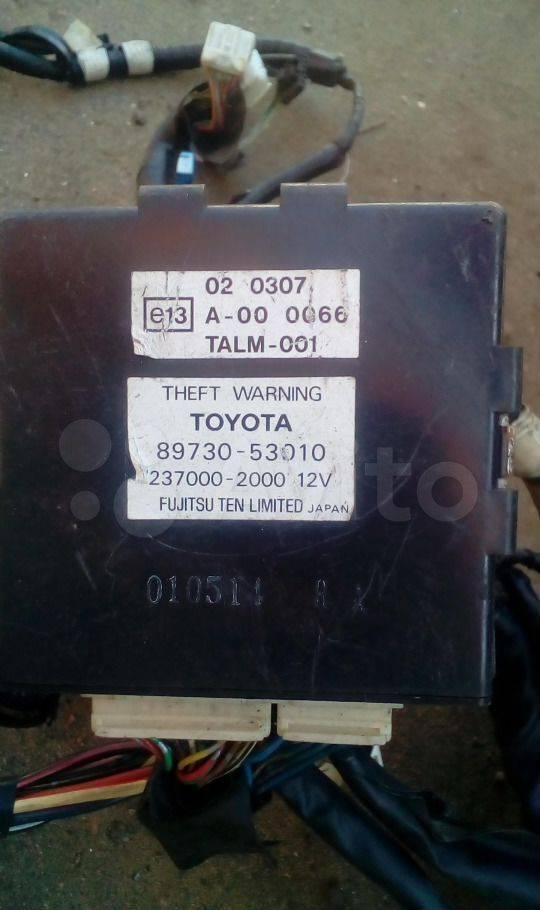 02 0307
e13 A-00 0066
TALM-001
THEFT WARNING
TOYOTA
89730-53010
237000-2000 12V
FUJITSU TEN LIMITED JAPAN
010514
Avito